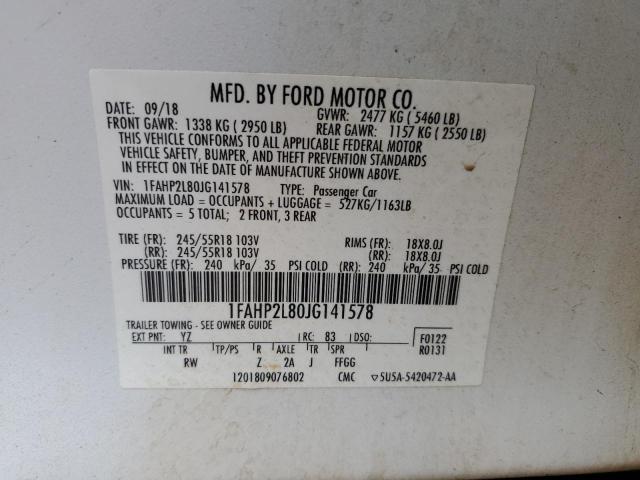 MFD. BY FORD MOTOR CO.
DATE: 09/18 GVWR: 2477 KG ( 5460 LB)
FRONT GAWR: 1338 KG ( 2950 LB) REAR GAWR: 1157 KG ( 2550 LB)
THIS VEHICLE CONFORMS TO ALL APPLICABLE FEDERAL MOTOR
VEHICLE SAFETY, BUMPER, AND THEFT PREVENTION STANDARDS
IN EFFECT ON THE DATE OF MANUFACTURE SHOWN ABOVE.
VIN: 1FAHP2L80JG141578 TYPE: Passenger Car
MAXIMUM LOAD = OCCUPANTS + LUGGAGE = 527KG/1163LB
OCCUPANTS = 5 TOTAL; 2 FRONT, 3 REAR
TIRE (FR): 245/55R18 103V RIMS (FR): 18X8.0J
(RR): 245/55R18 103V (RR): 18X8.0J
PRESSURE (FR): 240 kPa/ 35 PSI COLD (RR): 240 kPa/ 35 PSI COLD
1FAHP2L80JG141578
TRAILER TOWING - SEE OWNER GUIDE
EXT PNT: YZ RC: 83 DSO: F0122
INT TR TP/PS R AXLE TR SPR R0131
RW Z 2A J FFGG
1201809076802 CMC ▽5U5A-5420472-AA